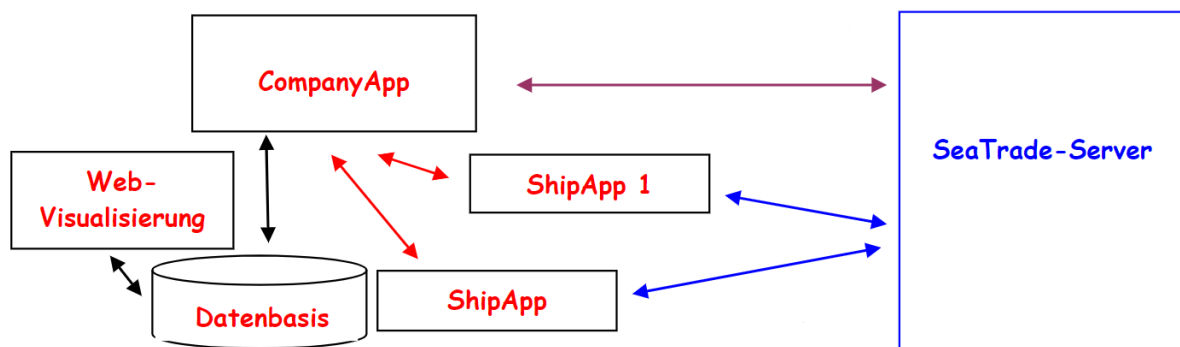 CompanyApp
SeaTrade-Server
Web-
Visualisierung
ShipApp 1
ShipApp
Datenbasis